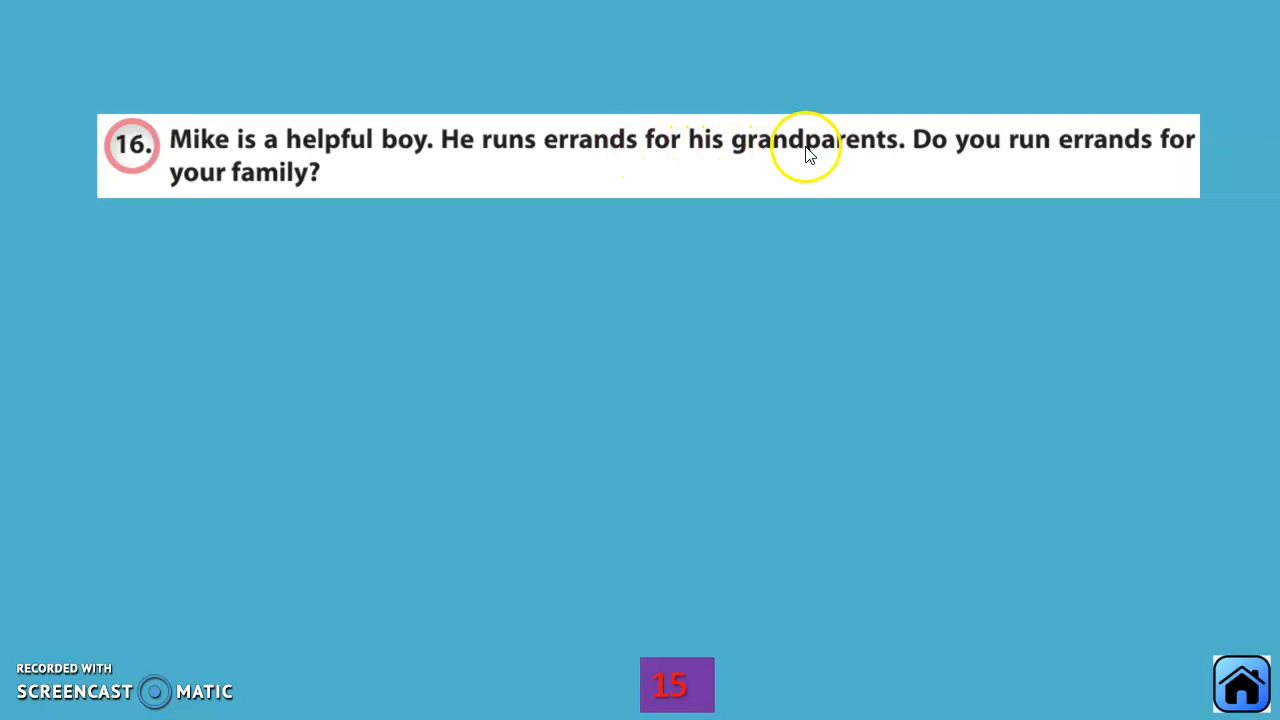 16. Mike is a helpful boy. He runs errands for his grandparents. Do you run errands for
your family?
RECORDED WITH
SCREENCAST MATIC
15